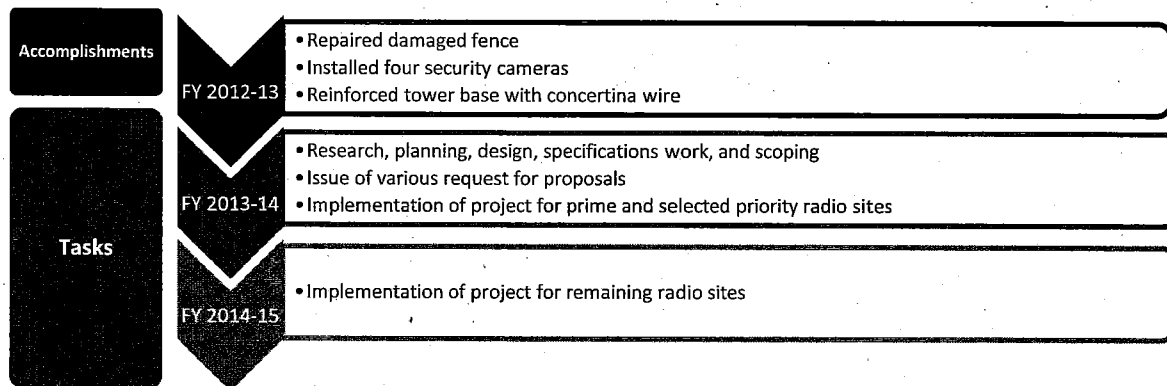 Accomplishments
FY 2012-13
• Repaired damaged fence
• Installed four security cameras
• Reinforced tower base with concertina wire
Tasks
FY 2013-14
• Research, planning, design, specifications work, and scoping
• Issue of various request for proposals
• Implementation of project for prime and selected priority radio sites
FY 2014-15
• Implementation of project for remaining radio sites